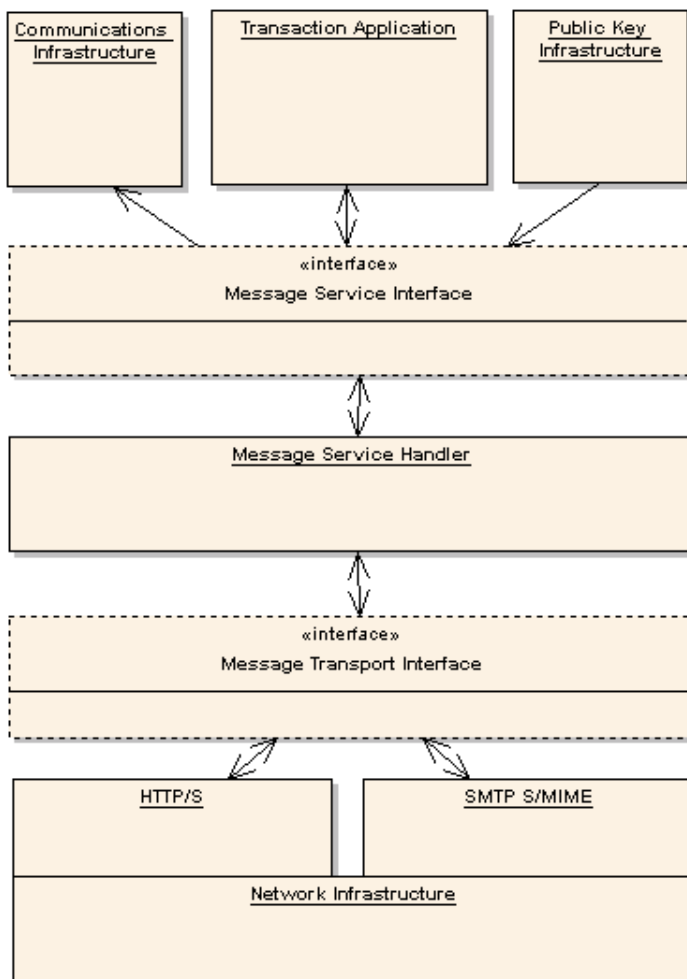 Communications
Infrastructure
Transaction Application
Public Key
Infrastructure
«interface»
Message Service Interface
Message Service Handler
«interface»
Message Transport Interface
HTTP/S
SMTP S/MIME
Network Infrastructure